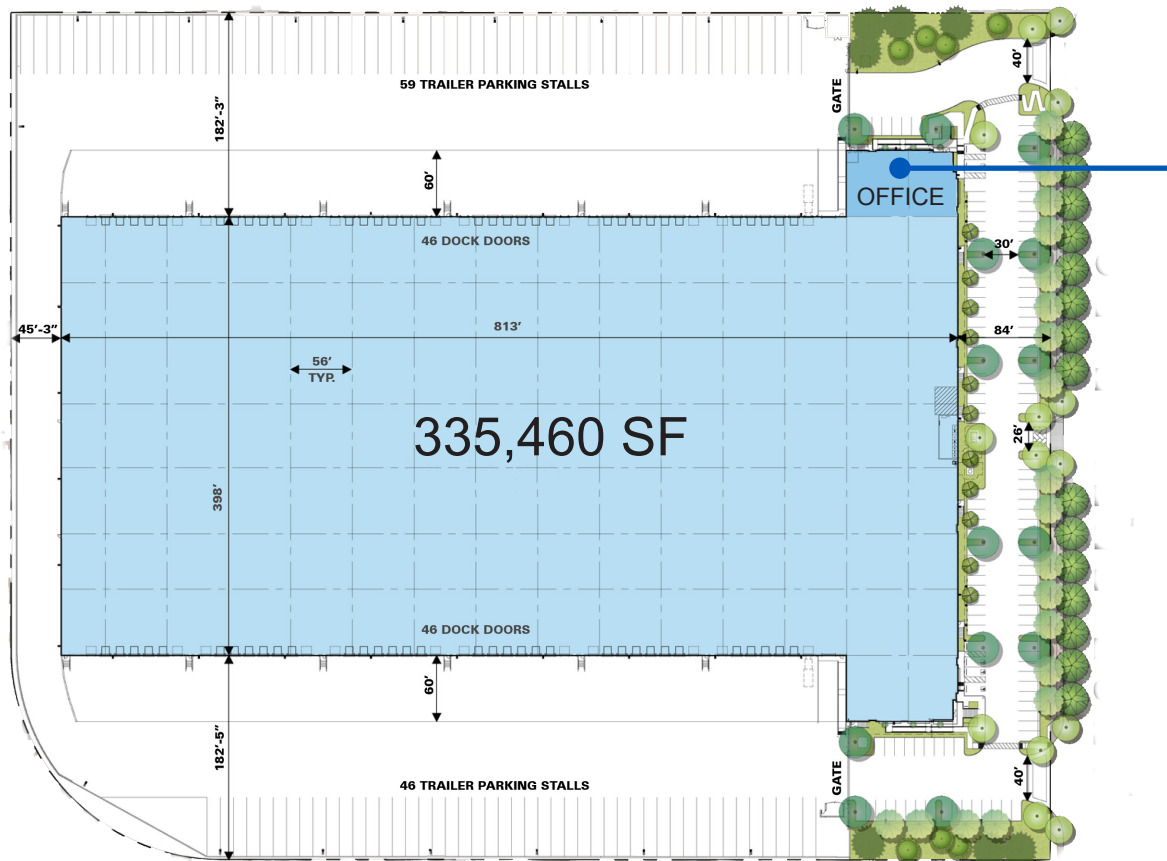 40’
59 TRAILER PARKING STALLS
GATE
182’-3”
60’
OFFICE
46 DOCK DOORS
30’
45’-3”
813’
84’
56’
TYP.
335,460 SF
26’
398’
46 DOCK DOORS
60’
182’-5”
GATE
40’
46 TRAILER PARKING STALLS